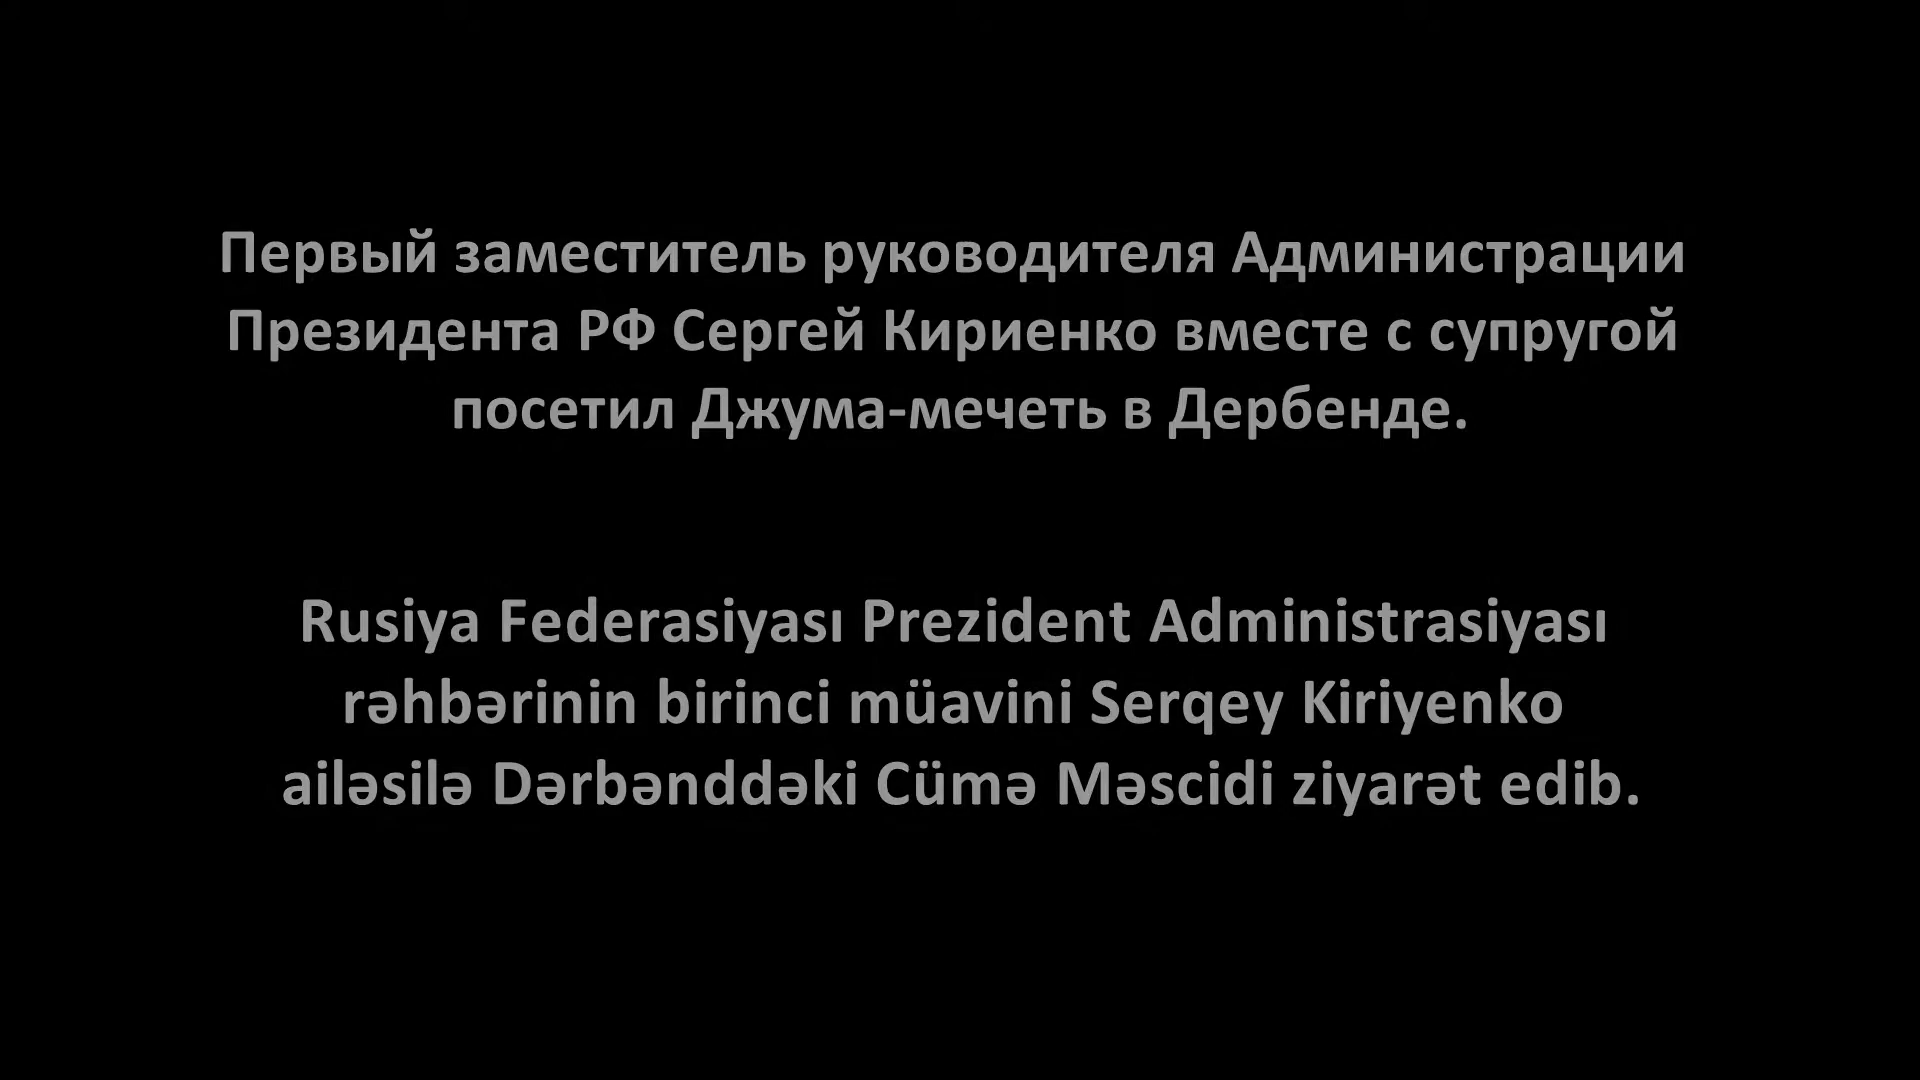 Первый заместитель руководителя Администрации
Президента РФ Сергей Кириенко вместе с супругой
посетил Джума-мечеть в Дербенде.
Rusiya Federasiyası Prezident Administrasiyası
rəhbərinin birinci müavini Serqey Kiriyenko
ailəsilə Dərbənddəki Cümə Məscidi ziyarət edib.